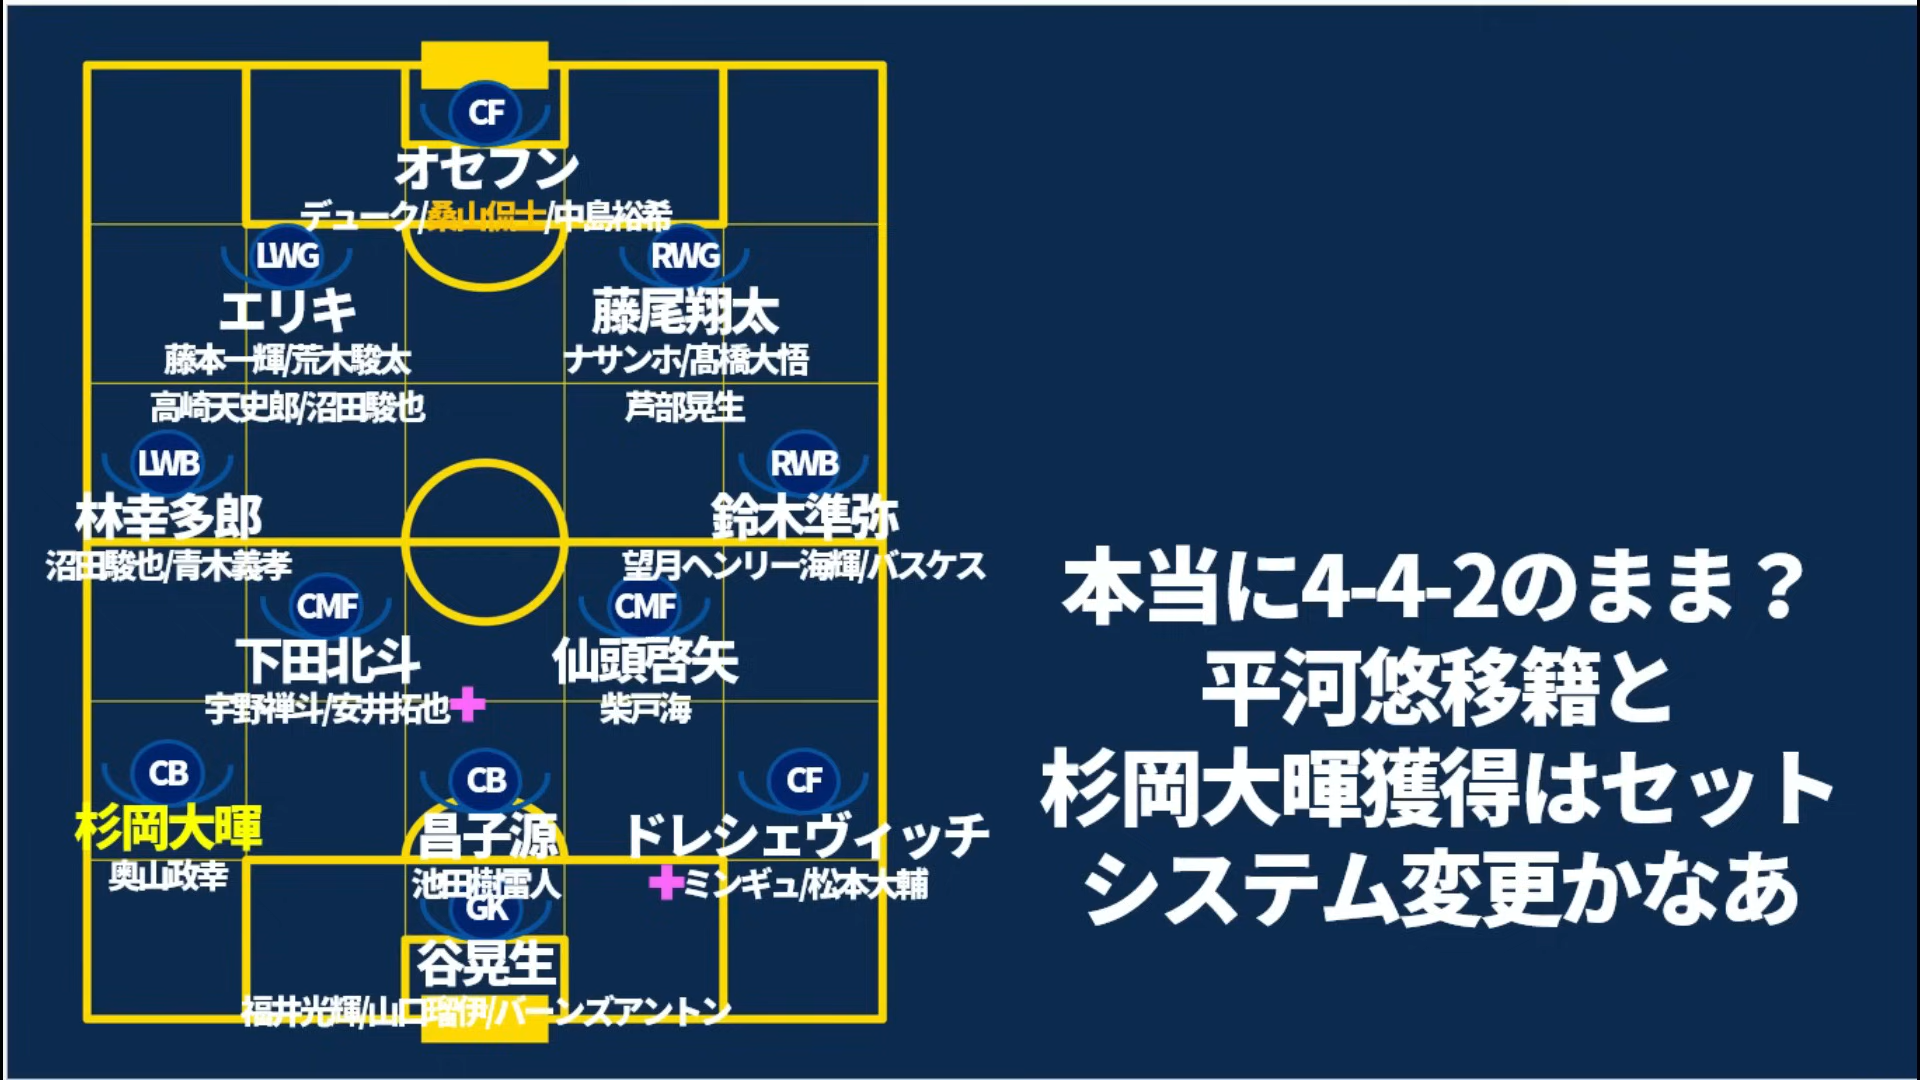 CF
オセフン
デューク/桑山侃士/中島裕希
LWG
エリキ
藤本一輝/荒木駿太
高崎天史郎/沼田駿也
RWG
藤尾翔太
ナサンホ/髙橋大悟
芦部晃生
LWB
林幸多郎
沼田駿也/青木義孝
RWB
鈴木準弥
望月ヘンリー海輝/バスケス
CMF
下田北斗
宇野禅斗/安井拓也
CMF
仙頭啓矢
柴戸海
CB
杉岡大暉
奥山政幸
CB
昌子源
池田樹雷人
CF
ドレシェヴィッチ
ミンギュ/松本大輔
GK
谷晃生
福井光輝/山口瑠伊/バーンズアントン
本当に4-4-2のまま？
平河悠移籍と
杉岡大暉獲得はセット
システム変更かなあ